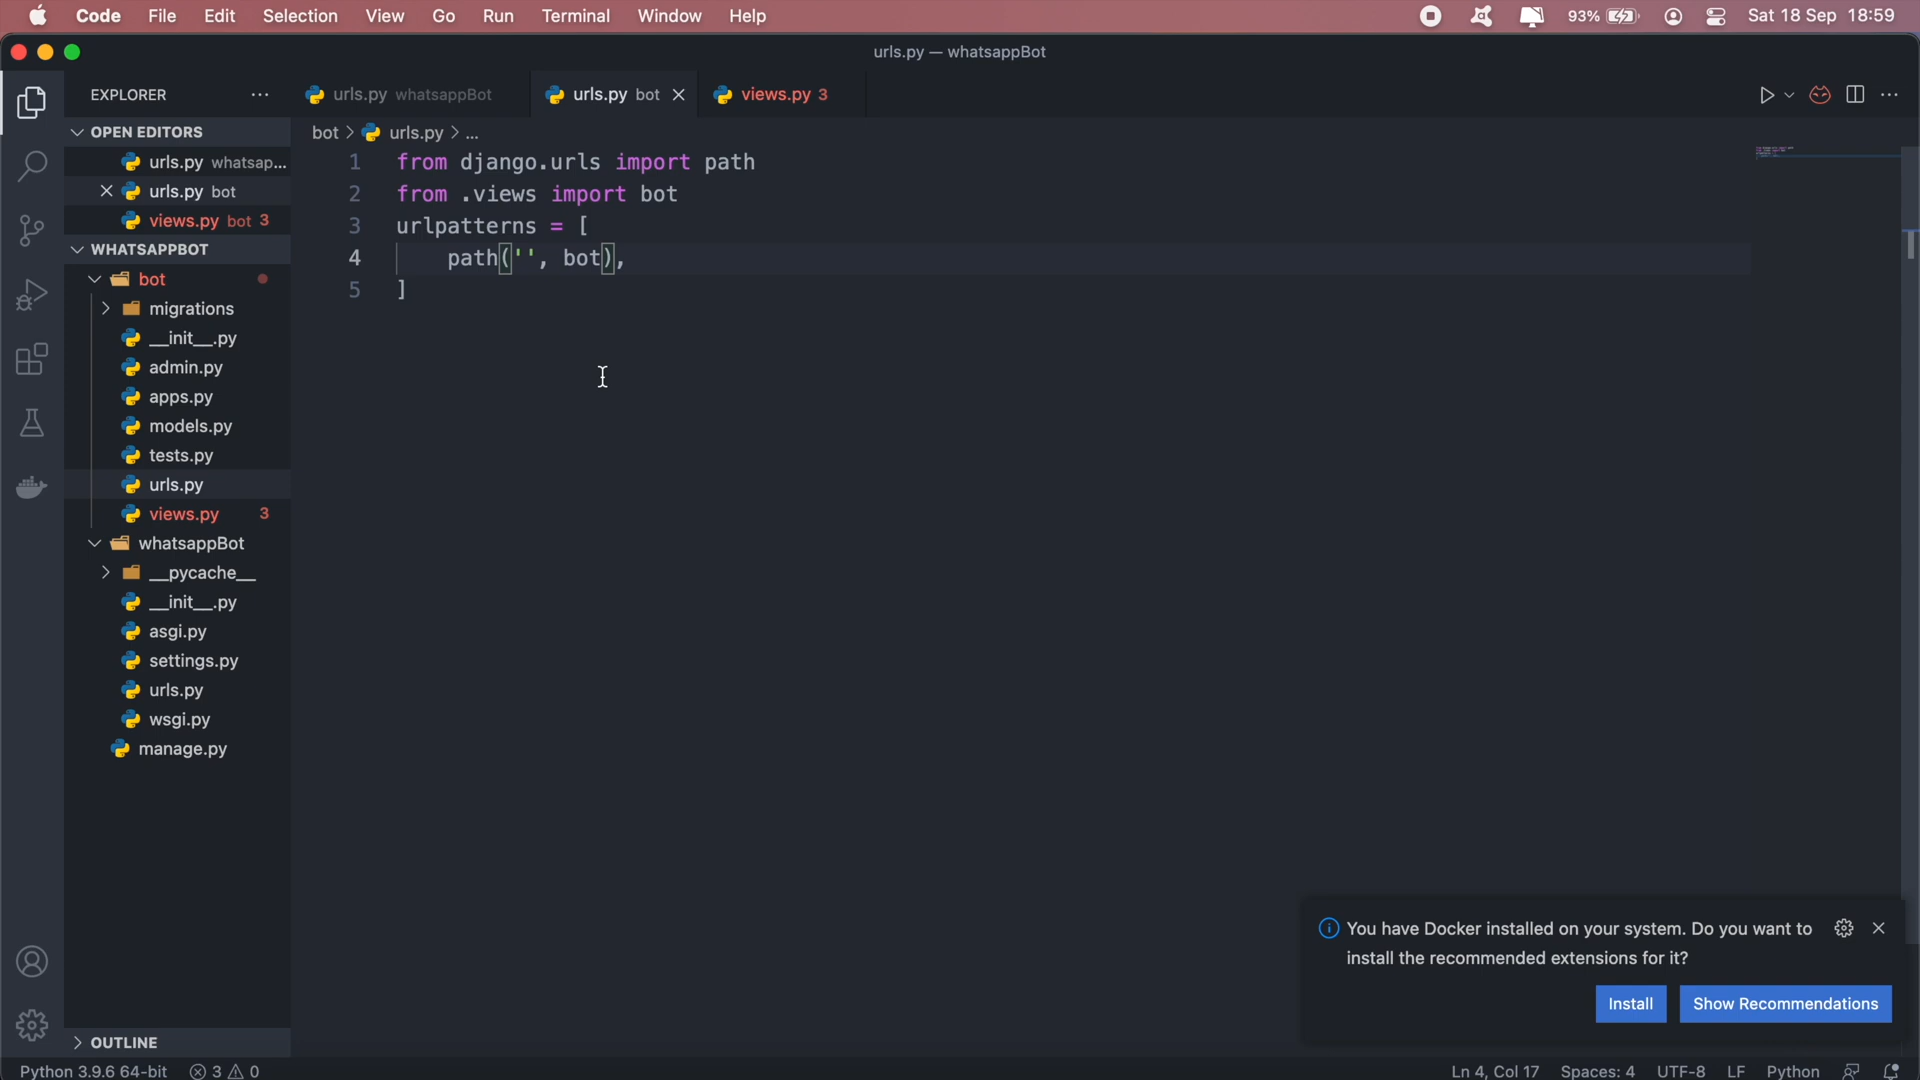 Code File Edit Selection View Go Run Terminal Window Help 93% Sat 18 Sep 18:59
urls.py — whatsappBot
EXPLORER ···
urls.py whatsappBot
urls.py bot
views.py 3
OPEN EDITORS
urls.py whatsap...
urls.py bot
views.py bot 3
WHATSAPPBOT
bot
migrations
__init__.py
admin.py
apps.py
models.py
tests.py
urls.py
views.py 3
whatsappBot
__pycache__
__init__.py
asgi.py
settings.py
urls.py
wsgi.py
manage.py
OUTLINE
bot > urls.py > ...
1 from django.urls import path
2 from .views import bot
3 urlpatterns = [
4 path('', bot),
5 ]
You have Docker installed on your system. Do you want to
install the recommended extensions for it?
Install
Show Recommendations
Python 3.9.6 64-bit 3 0 Ln 4, Col 17 Spaces: 4 UTF-8 LF Python